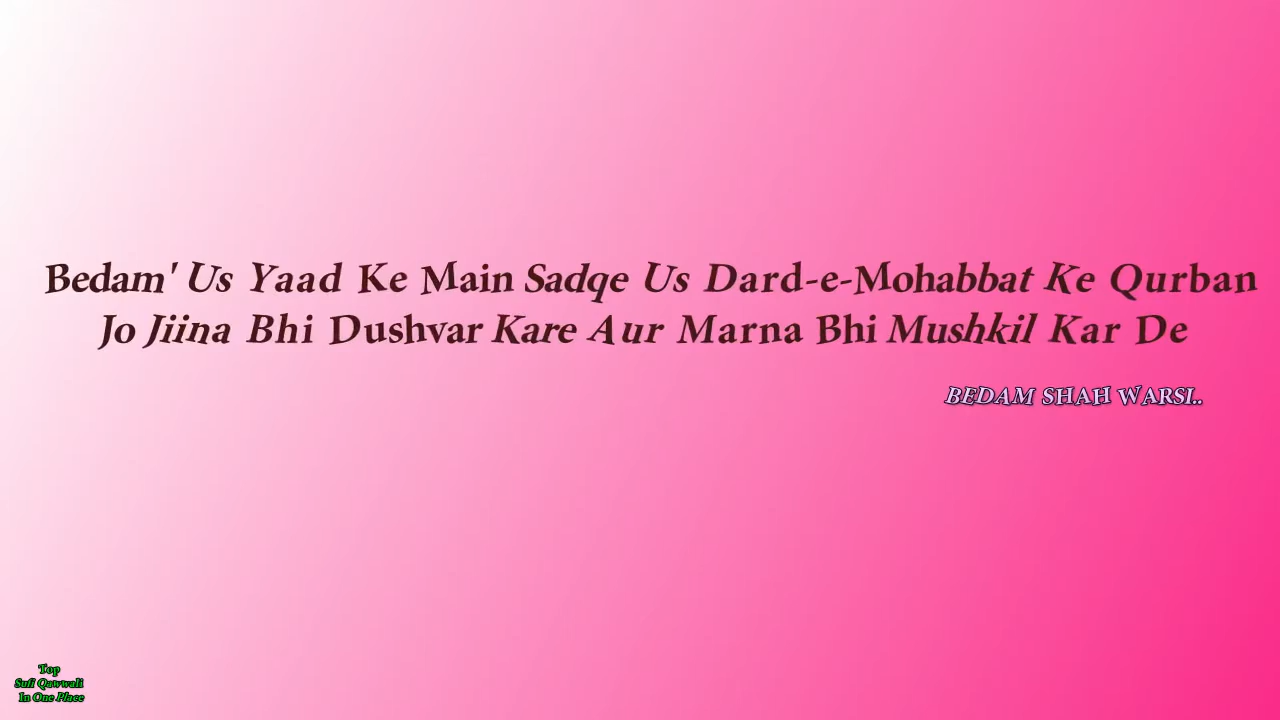 Bedam' Us Yaad Ke Main Sadqe Us Dard-e-Mohabbat Ke Qurban
Jo Jiina Bhi Dushvar Kare Aur Marna Bhi Mushkil Kar De
BEDAM SHAH WARSI..
Top
Sufi Qawwali
In One Place